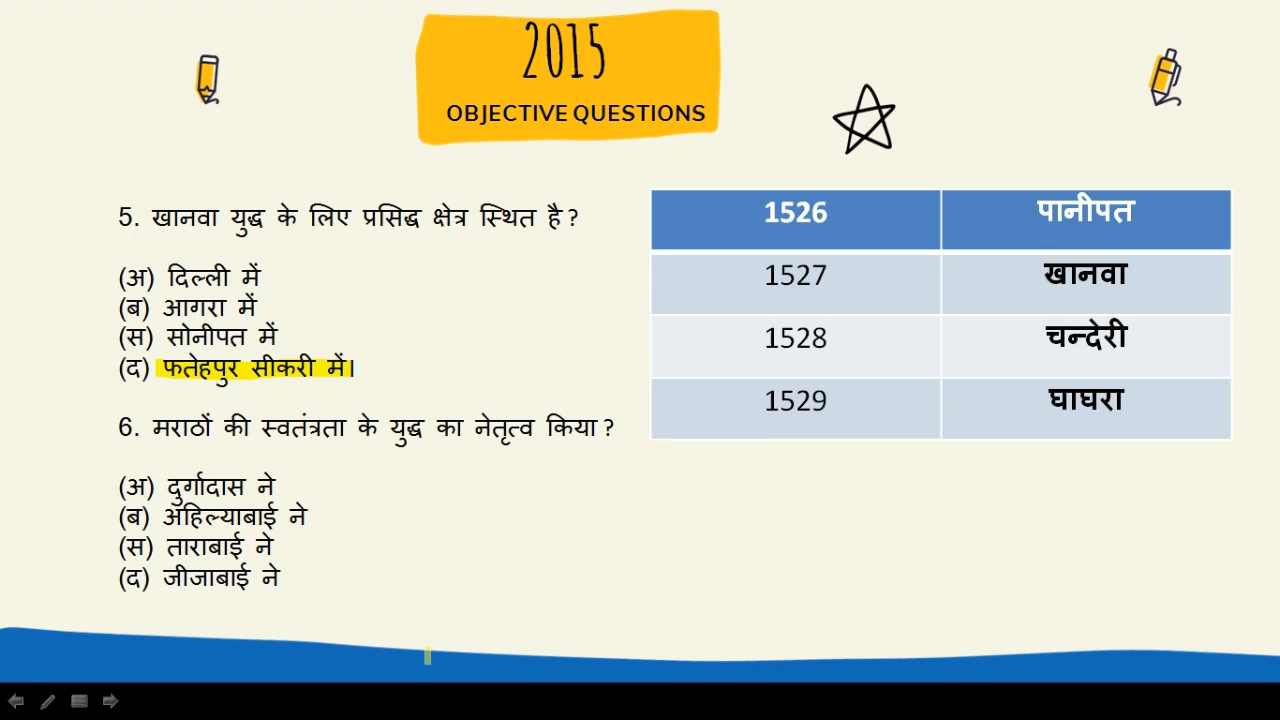 2015
OBJECTIVE QUESTIONS
5. खानवा युद्ध के लिए प्रसिद्ध क्षेत्र स्थित है?
(अ) दिल्ली में
(ब) आगरा में
(स) सोनीपत में
(द) फतेहपुर सीकरी में।
6. मराठों की स्वतंत्रता के युद्ध का नेतृत्व किया?
(अ) दुर्गादास ने
(ब) अहिल्याबाई ने
(स) ताराबाई ने
(द) जीजाबाई ने
1526 पानीपत
1527 खानवा
1528 चन्देरी
1529 घाघरा